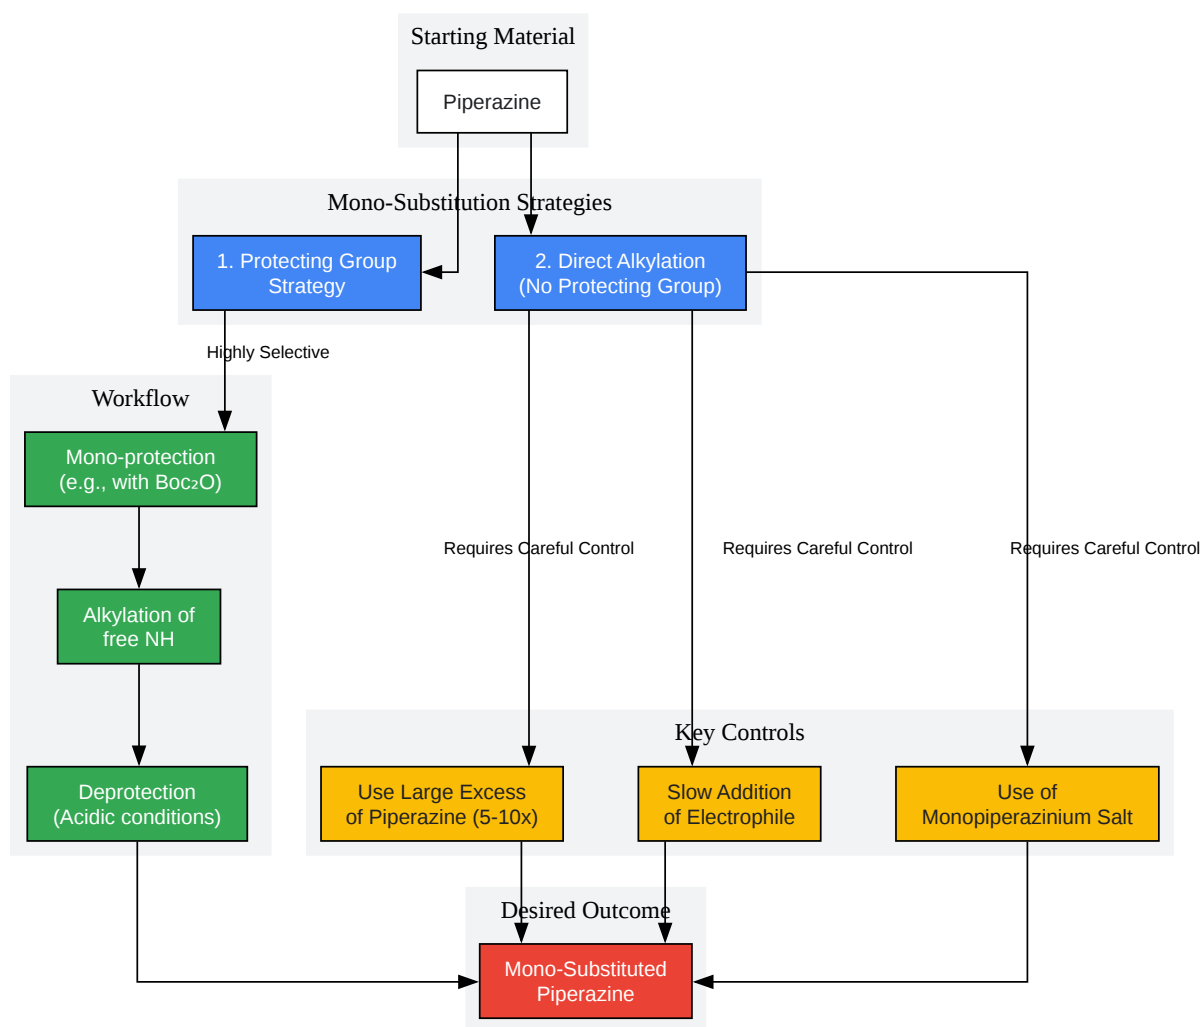 Starting Material
Piperazine
Mono-Substitution Strategies
1. Protecting Group
Strategy
2. Direct Alkylation
(No Protecting Group)
Highly Selective
Workflow
Mono-protection
(e.g., with Boc₂O)
Alkylation of
free NH
Deprotection
(Acidic conditions)
Requires Careful Control
Requires Careful Control
Requires Careful Control
Key Controls
Use Large Excess
of Piperazine (5-10x)
Slow Addition
of Electrophile
Use of
Monopiperazinium Salt
Desired Outcome
Mono-Substituted
Piperazine